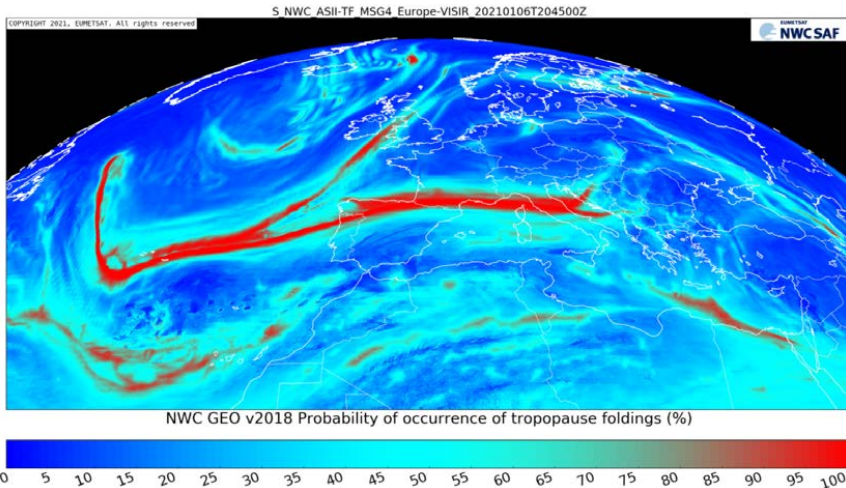 S_NWC_ASII-TF_MSG4_Europe-VISIR_20210106T204500Z
COPYRIGHT 2021, EUMETSAT. All rights reserved
EUMETSAT
NWC SAF
NWC GEO v2018 Probability of occurrence of tropopause foldings (%)
0 5 10 15 20 25 30 35 40 45 50 55 60 65 70 75 80 85 90 95 100